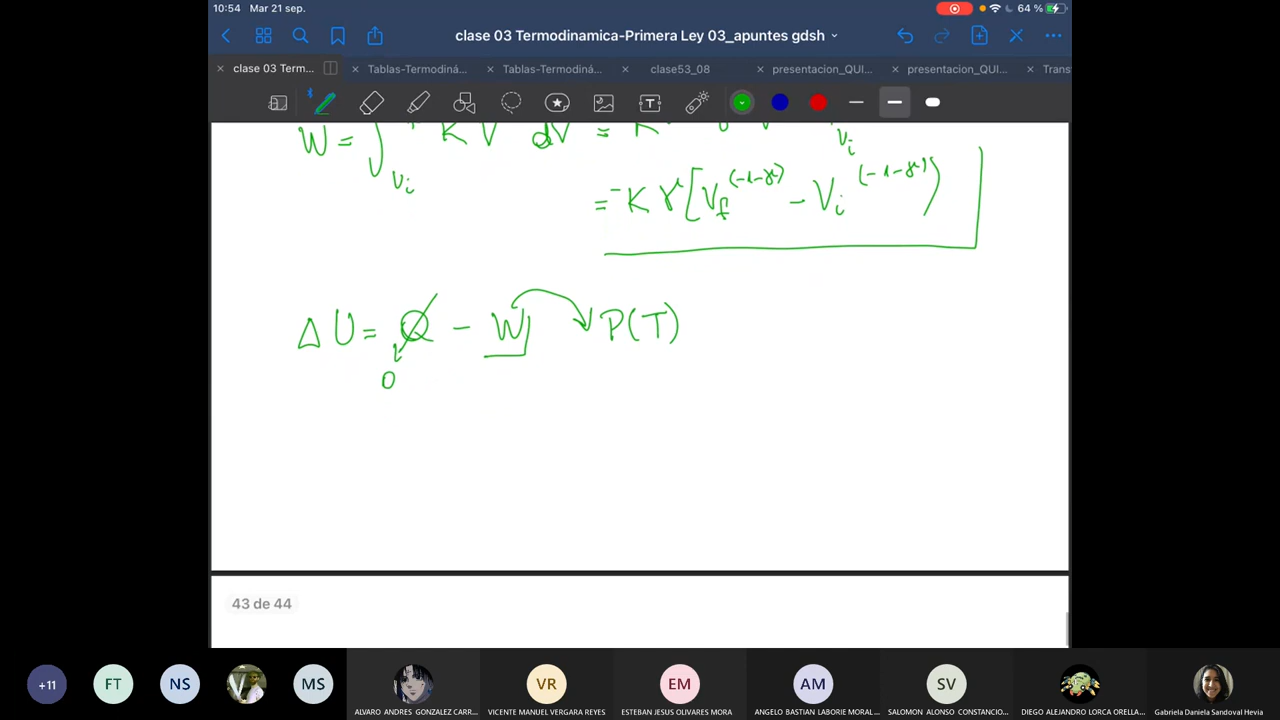 10:54 Mar 21 sep.
64 %
clase 03 Termodinamica-Primera Ley 03_apuntes gdsh
clase 03 Term...
Tablas-Termodiná...
Tablas-Termodiná...
clase53_08
presentacion_QUI...
presentacion_QUI...
Trans
W = ∫ Vi K V dV = K Vi
= -K γ [Vf^(-1-γ) - Vi^(-1-γ)]
ΔU = Q - W P(T)
0
43 de 44
+11
FT
NS
MS
VR
EM
AM
SV
ALVARO ANDRES GONZALEZ CARR...
VICENTE MANUEL VERGARA REYES
ESTEBAN JESUS OLIVARES MORA
ANGELO BASTIAN LABORIE MORAL...
SALOMON ALONSO CONSTANCIO...
DIEGO ALEJANDRO LORCA ORELLA...
Gabriela Daniela Sandoval Hevia